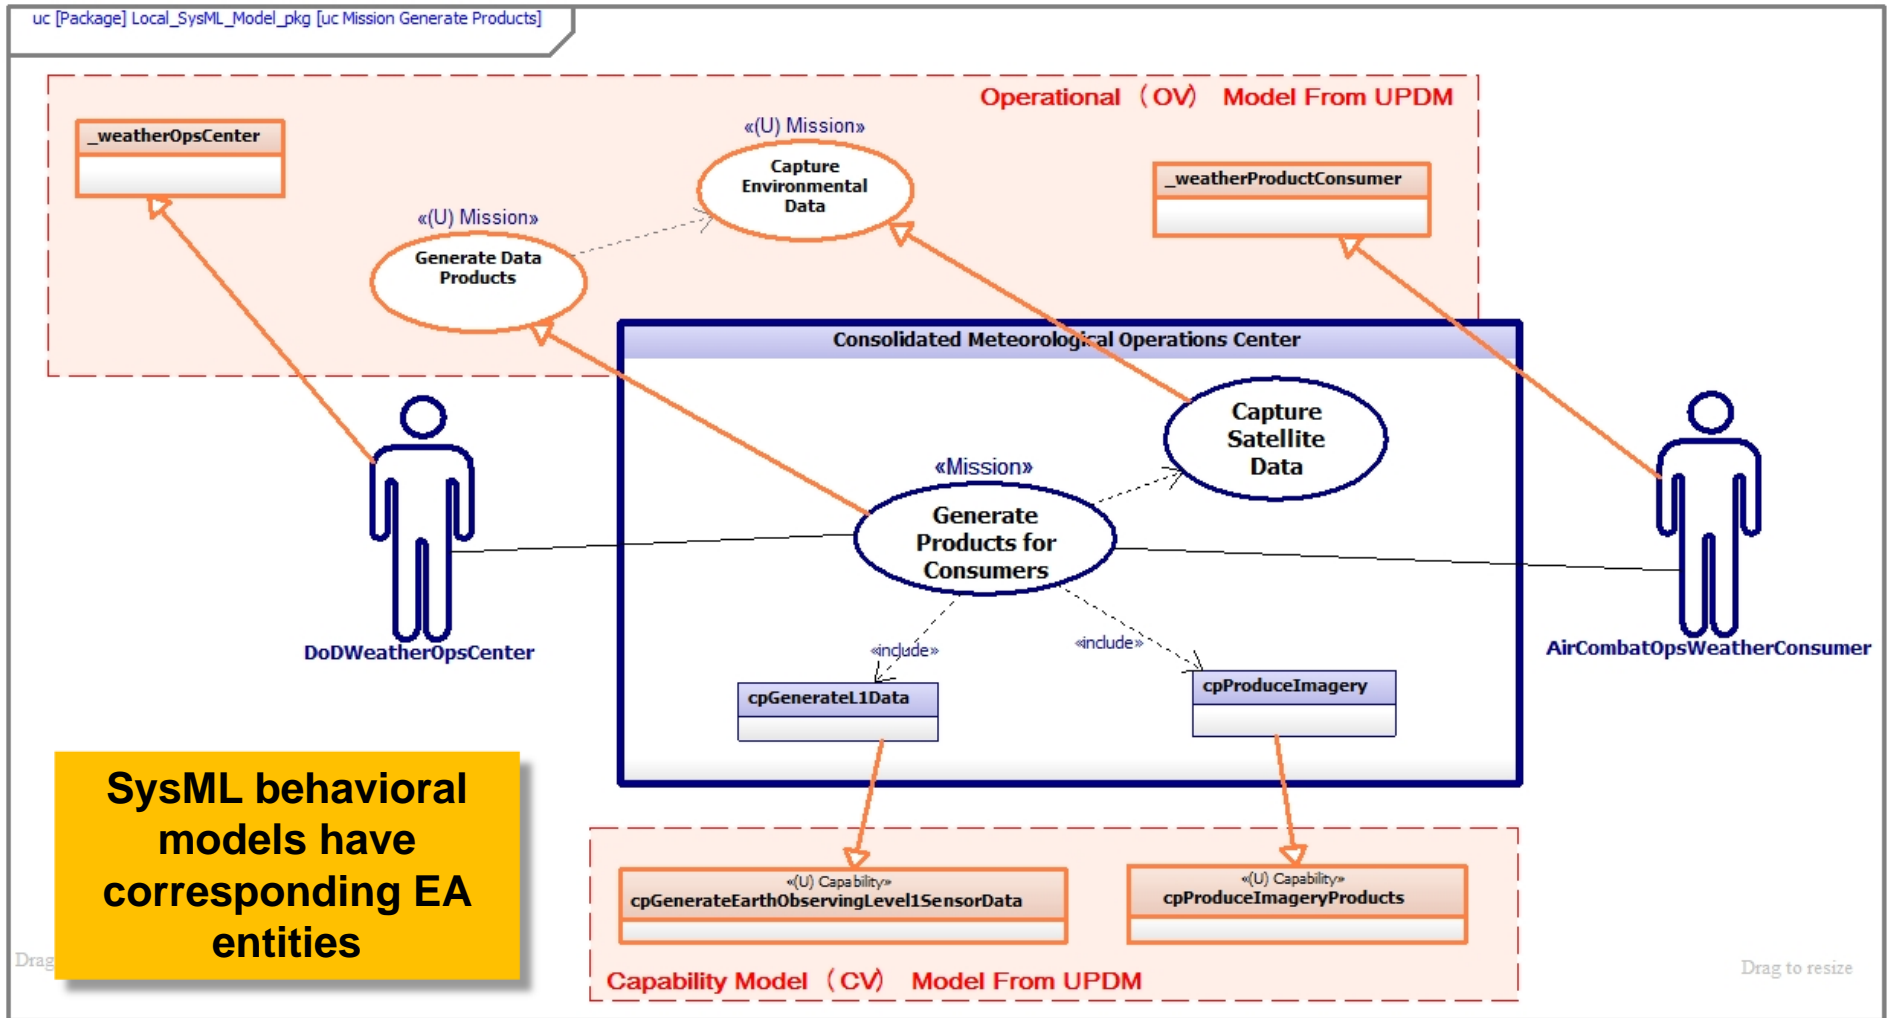 uc [Package] Local_SysML_Model_pkg [uc Mission Generate Products]
Operational (OV) Model From UPDM
_weatherOpsCenter
«(U) Mission»
Capture
Environmental
Data
_weatherProductConsumer
«(U) Mission»
Generate Data
Products
Consolidated Meteorological Operations Center
Capture
Satellite
Data
«Mission»
Generate
Products for
Consumers
DoDWeatherOpsCenter
«include»
«include»
AirCombatOpsWeatherConsumer
cpGenerateL1Data
cpProduceImagery
SysML behavioral
models have
corresponding EA
entities
«(U) Capability»
cpGenerateEarthObservingLevel1SensorData
«(U) Capability»
cpProduceImageryProducts
Drag
Drag to resize
Capability Model (CV) Model From UPDM